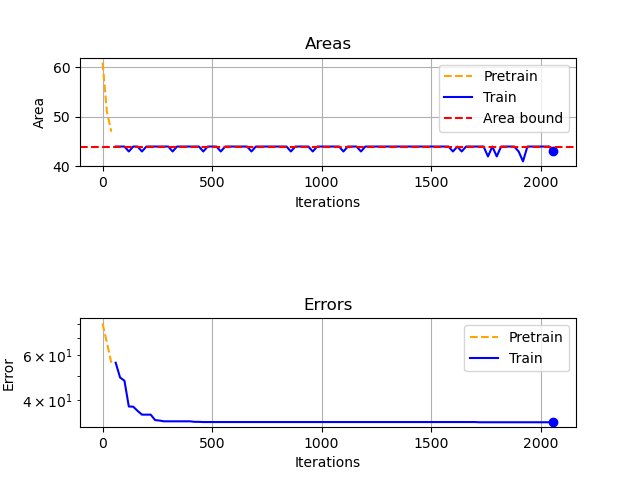 Areas
60
50
40
Area
Pretrain
Train
Area bound
0
500
1000
1500
2000
Iterations
Errors
6 × 10¹
4 × 10¹
Error
Pretrain
Train
0
500
1000
1500
2000
Iterations